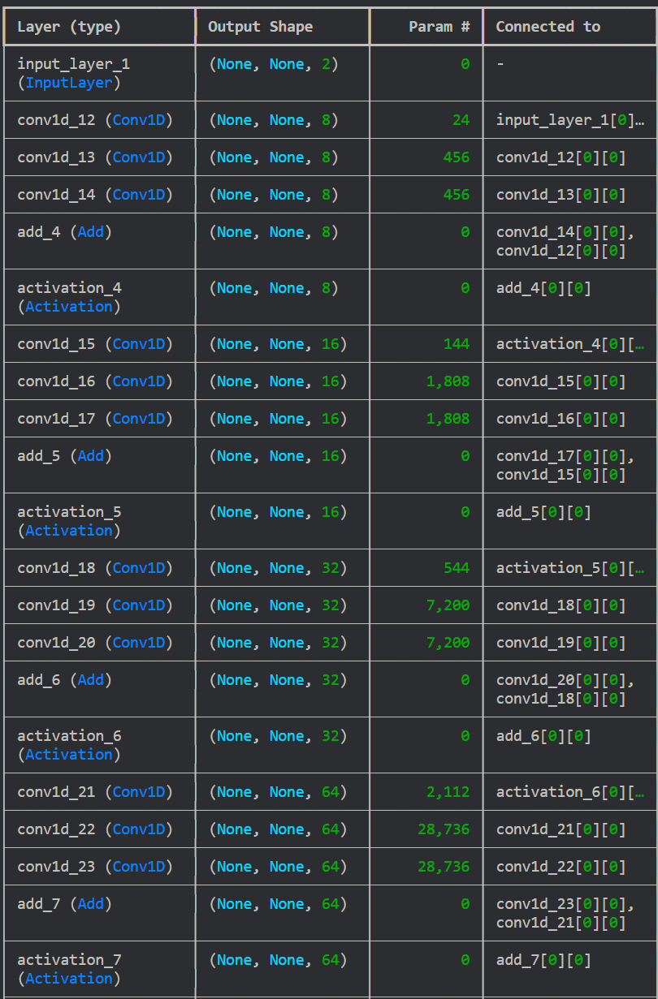 Layer (type) Output Shape Param # Connected to
input_layer_1 (None, None, 2) 0 -
(InputLayer)
conv1d_12 (Conv1D) (None, None, 8) 24 input_layer_1[0]…
conv1d_13 (Conv1D) (None, None, 8) 456 conv1d_12[0][0]
conv1d_14 (Conv1D) (None, None, 8) 456 conv1d_13[0][0]
add_4 (Add) (None, None, 8) 0 conv1d_14[0][0],
conv1d_12[0][0]
activation_4 (None, None, 8) 0 add_4[0][0]
(Activation)
conv1d_15 (Conv1D) (None, None, 16) 144 activation_4[0][…
conv1d_16 (Conv1D) (None, None, 16) 1,808 conv1d_15[0][0]
conv1d_17 (Conv1D) (None, None, 16) 1,808 conv1d_16[0][0]
add_5 (Add) (None, None, 16) 0 conv1d_17[0][0],
conv1d_15[0][0]
activation_5 (None, None, 16) 0 add_5[0][0]
(Activation)
conv1d_18 (Conv1D) (None, None, 32) 544 activation_5[0][…
conv1d_19 (Conv1D) (None, None, 32) 7,200 conv1d_18[0][0]
conv1d_20 (Conv1D) (None, None, 32) 7,200 conv1d_19[0][0]
add_6 (Add) (None, None, 32) 0 conv1d_20[0][0],
conv1d_18[0][0]
activation_6 (None, None, 32) 0 add_6[0][0]
(Activation)
conv1d_21 (Conv1D) (None, None, 64) 2,112 activation_6[0][…
conv1d_22 (Conv1D) (None, None, 64) 28,736 conv1d_21[0][0]
conv1d_23 (Conv1D) (None, None, 64) 28,736 conv1d_22[0][0]
add_7 (Add) (None, None, 64) 0 conv1d_23[0][0],
conv1d_21[0][0]
activation_7 (None, None, 64) 0 add_7[0][0]
(Activation)